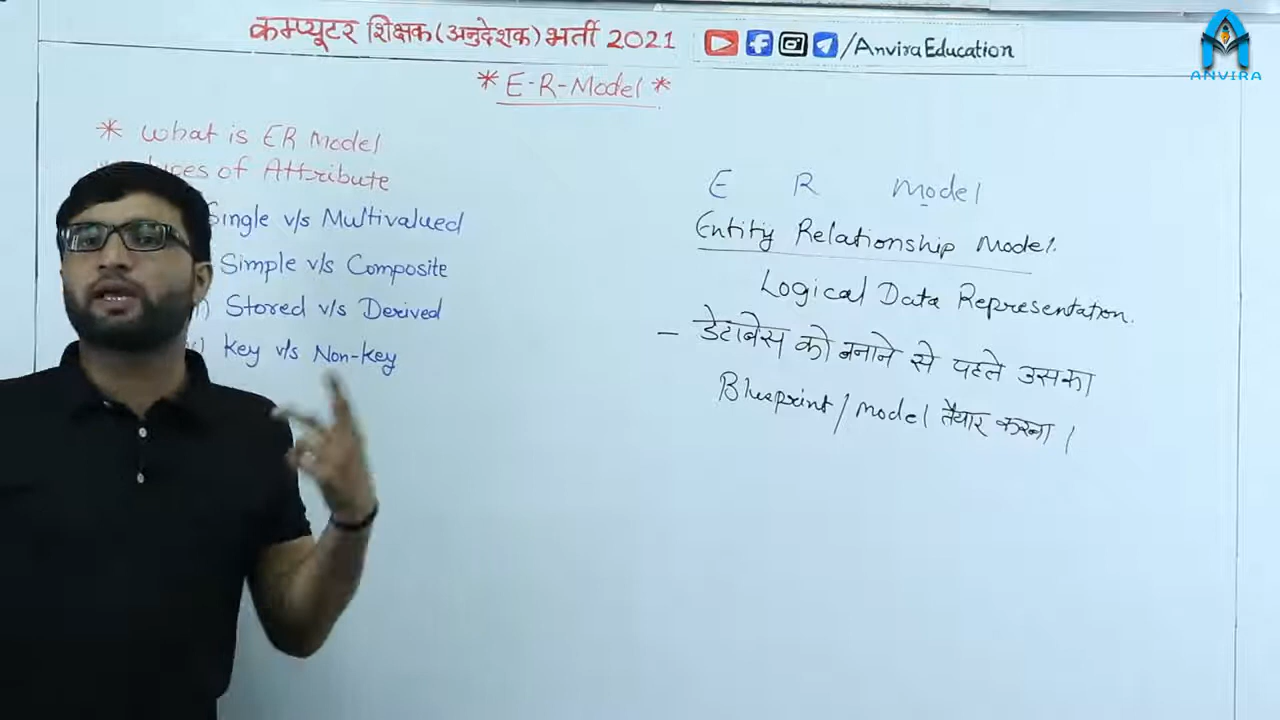 कम्प्यूटर शिक्षक (अनुदेशक) भर्ती 2021
/AnviraEducation
ANVIRA
* E-R-Model *
* What is ER Model
of Attribute
Single v/s Multivalued
Simple v/s Composite
Stored v/s Derived
Key v/s Non-Key
E R Model
Entity Relationship Model.
Logical Data Representation.
- डेटाबेस को बनाने से पहले उसका
Blueprint / model तैयार करना।